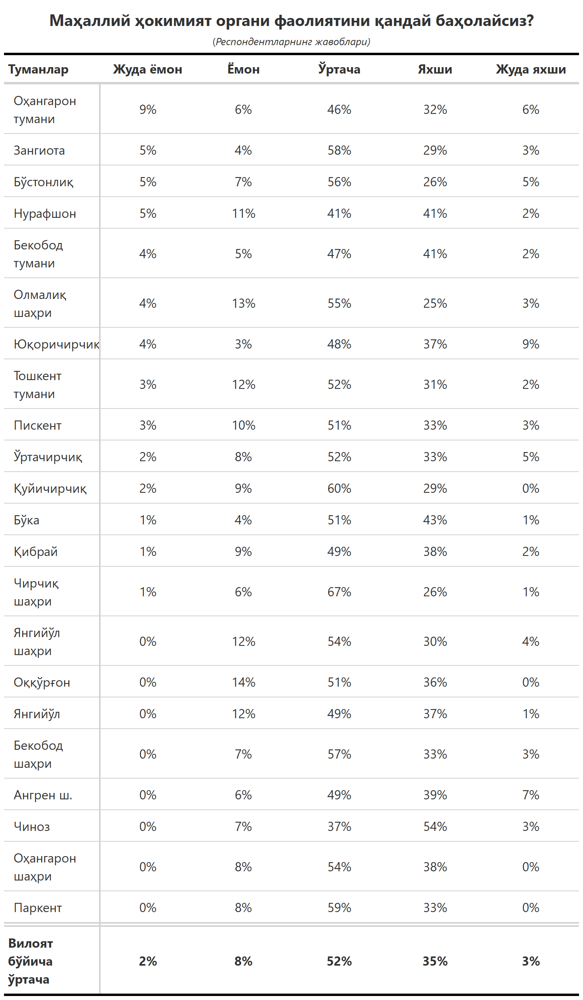 Маҳаллий ҳокимият органи фаолиятини қандай баҳолайсиз?
(Респондентларнинг жавоблари)
Туманлар Жуда ёмон Ёмон Ўртача Яхши Жуда яхши
Оҳангарон
тумани
9% 6% 46% 32% 6%
Зангиота 5% 4% 58% 29% 3%
Бўстонлиқ 5% 7% 56% 26% 5%
Нурафшон 5% 11% 41% 41% 2%
Бекобод
тумани
4% 5% 47% 41% 2%
Олмалиқ
шаҳри
4% 13% 55% 25% 3%
Юқоричирчиқ 4% 3% 48% 37% 9%
Тошкент
тумани
3% 12% 52% 31% 2%
Пискент 3% 10% 51% 33% 3%
Ўртачирчиқ 2% 8% 52% 33% 5%
Қуйичирчиқ 2% 9% 60% 29% 0%
Бўка 1% 4% 51% 43% 1%
Қибрай 1% 9% 49% 38% 2%
Чирчиқ
шаҳри
1% 6% 67% 26% 1%
Янгийўл
шаҳри
0% 12% 54% 30% 4%
Оққўрғон 0% 14% 51% 36% 0%
Янгийўл 0% 12% 49% 37% 1%
Бекобод
шаҳри
0% 7% 57% 33% 3%
Ангрен ш. 0% 6% 49% 39% 7%
Чиноз 0% 7% 37% 54% 3%
Оҳангарон
шаҳри
0% 8% 54% 38% 0%
Паркент 0% 8% 59% 33% 0%
Вилоят
бўйича
ўртача
2% 8% 52% 35% 3%